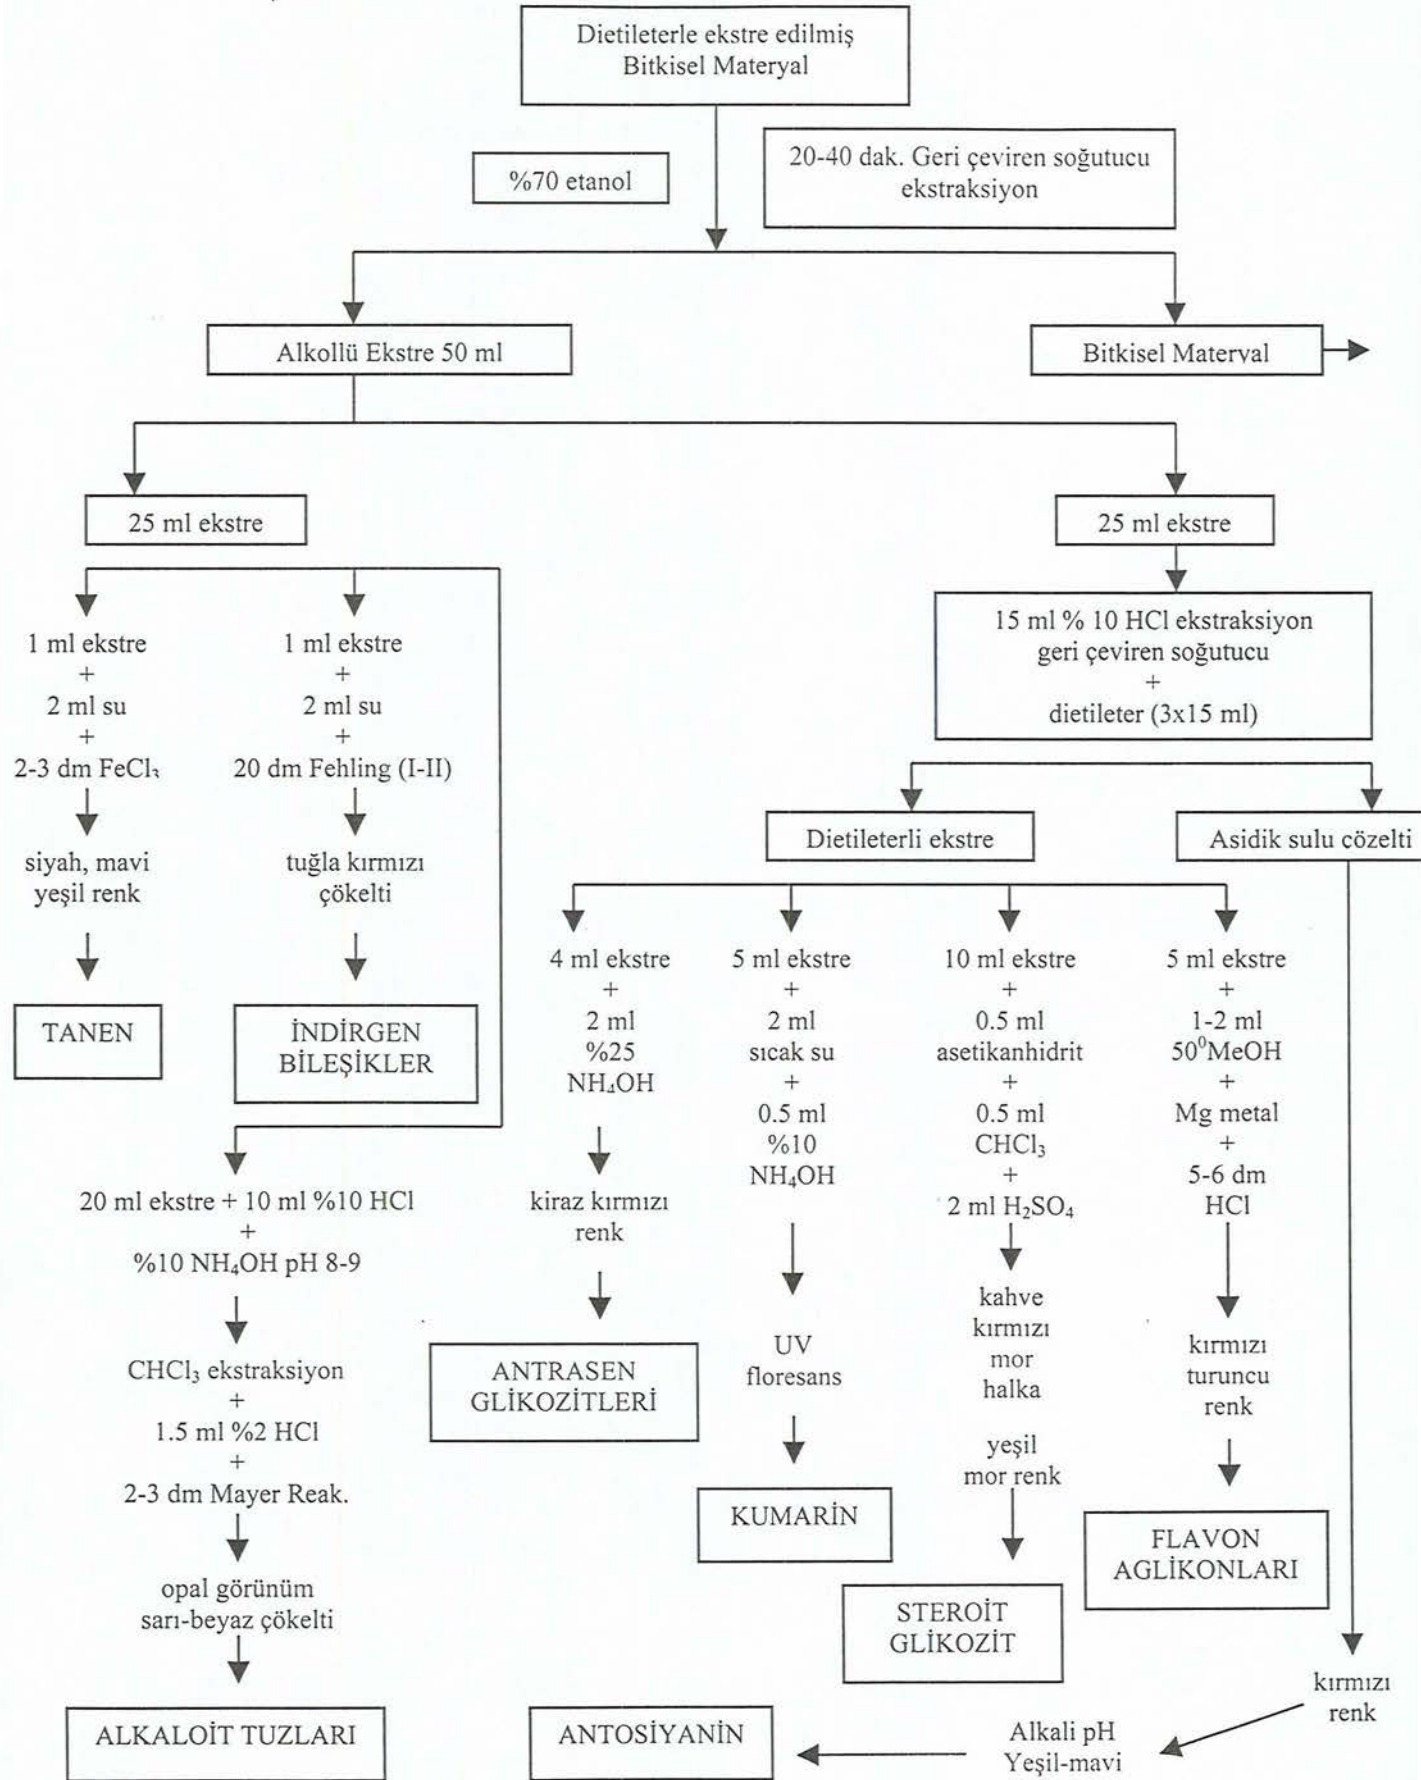 Dietileterle ekstre edilmiş
Bitkisel Materyal
%70 etanol
20-40 dak. Geri çeviren soğutucu
ekstraksiyon
Alkollü Ekstre 50 ml
Bitkisel Materyal
25 ml ekstre
25 ml ekstre
15 ml % 10 HCl ekstraksiyon
geri çeviren soğutucu
+
dietileter (3x15 ml)
1 ml ekstre
+
2 ml su
+
2-3 dm FeCl₃
siyah, mavi
yeşil renk
TANEN
1 ml ekstre
+
2 ml su
+
20 dm Fehling (I-II)
tuğla kırmızı
çökelti
İNDİRGEN
BİLEŞİKLER
20 ml ekstre + 10 ml %10 HCl
+
%10 NH₄OH pH 8-9
CHCl₃ ekstraksiyon
+
1.5 ml %2 HCl
+
2-3 dm Mayer Reak.
opal görünüm
sarı-beyaz çökelti
ALKALOİT TUZLARI
Dietileterli ekstre
Asidik sulu çözelti
4 ml ekstre
+
2 ml
%25
NH₄OH
kiraz kırmızı
renk
ANTRASEN
GLİKOZİTLERİ
5 ml ekstre
+
2 ml
sıcak su
+
0.5 ml
%10
NH₄OH
UV
floresans
KUMARİN
10 ml ekstre
+
0.5 ml
asetikanhidrit
+
0.5 ml
CHCl₃
+
2 ml H₂SO₄
kahve
kırmızı
mor
halka
yeşil
mor renk
STEROİT
GLİKOZİT
5 ml ekstre
+
1-2 ml
50⁰MeOH
+
Mg metal
+
5-6 dm
HCl
kırmızı
turuncu
renk
FLAVON
AGLİKONLARI
kırmızı
renk
Alkali pH
Yeşil-mavi
ANTOSİYANİN